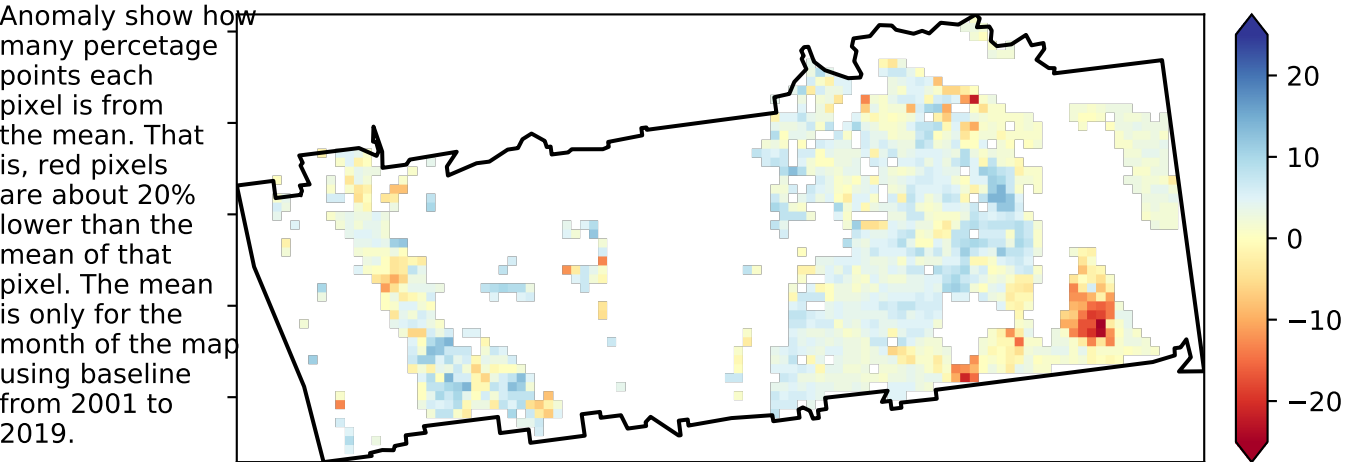 Anomaly show how
many percetage
points each
pixel is from
the mean. That
is, red pixels
are about 20%
lower than the
mean of that
pixel. The mean
is only for the
month of the map
using baseline
from 2001 to
2019.
20
10
0
−10
−20